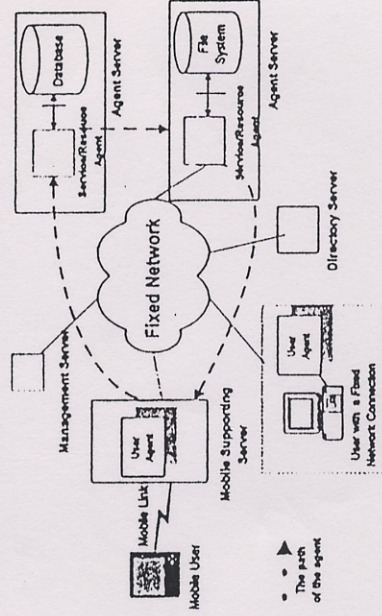 Database
Service/Resouce
Agent
Agent Server
File
System
Service/Resource
Agent
Agent Server
Management Server
Fixed Network
Directory Server
User
Agent
Mobile Link
Mobile User
Mobile Supporting
Server
User
Agent
User with a Fixed
Network Connection
The path
of the agent